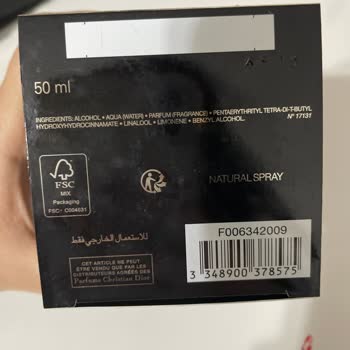 50 ml
INGREDIENTS: ALCOHOL • AQUA (WATER) • PARFUM (FRAGRANCE) • PENTAERYTHRITYL TETRA-DI-T-BUTYL
HYDROXYHYDROCINNAMATE • LINALOOL • LIMONENE • BENZYL ALCOHOL.
N° 17131
FSC
MIX
Packaging
FSC® C004031
NATURAL SPRAY
للاستعمال الخارجي فقط
CET ARTICLE NE PEUT
ÊTRE VENDU QUE PAR LES
DISTRIBUTEURS AGRÉÉS DES
Parfums Christian Dior
F006342009
3 348900 378575